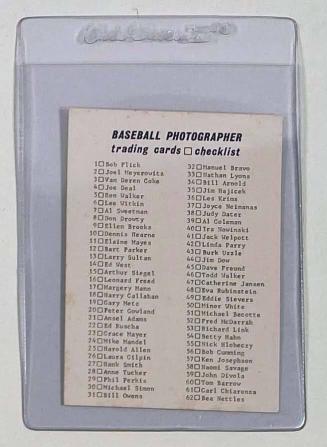 BASEBALL PHOTOGRAPHER
trading cards □ checklist
1□Bob Flick
2□Joel Meyerowitz
3□Van Deren Coke
4□Joe Deal
5□Ben Walker
6□Lee Witkin
7□Al Sweetman
8□Don Drowty
9□Ellen Brooks
10□Dennis Hearne
11□Elaine Mayes
12□Bart Parker
13□Larry Sultan
14□Ed West
15□Arthur Siegel
16□Leonard Freed
17□Margery Mann
18□Harry Callahan
19□Gary Metz
20□Peter Gowland
21□Ansel Adams
22□Ed Ruscha
23□Grace Mayer
24□Mike Mandel
25□Harold Allen
26□Laura Gilpin
27□Hank Smith
28□Anne Tucker
29□Phil Perkis
30□Michael Simon
31□Bill Owens
32□Manuel Bravo
33□Nathan Lyons
34□Bill Arnold
35□Jim Hajicek
36□Les Krims
37□Joyce Neimanas
38□Judy Dater
39□Al Coleman
40□Ira Nowinski
41□Jack Welpott
42□Linda Parry
43□Burk Uzzle
44□Jim Dow
45□Dave Freund
46□Todd Walker
47□Catherine Jansen
48□Eva Rubinstein
49□Eddie Sievers
50□Minor White
51□Michael Becotte
52□Fred McDarrah
53□Richard Link
54□Betty Hahn
55□Nick Hlobeczy
56□Bob Cumming
57□Ken Josephson
58□Naomi Savage
59□John Divola
60□Tom Barrow
61□Carl Chiarenza
62□Bea Nettles